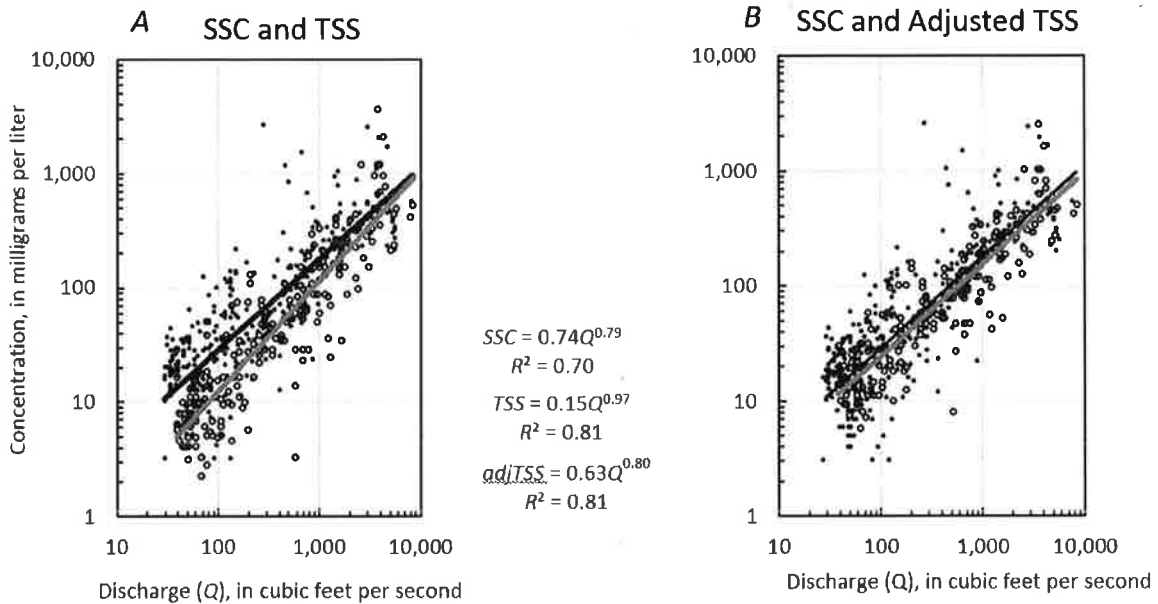 A SSC and TSS
10,000
1,000
100
10
1
10 100 1,000 10,000
Concentration, in milligrams per liter
Discharge (Q), in cubic feet per second
SSC = 0.74Q^0.79
R² = 0.70
TSS = 0.15Q^0.97
R² = 0.81
adjTSS = 0.63Q^0.80
R² = 0.81
B SSC and Adjusted TSS
10,000
1,000
100
10
1
10 100 1,000 10,000
Discharge (Q), in cubic feet per second